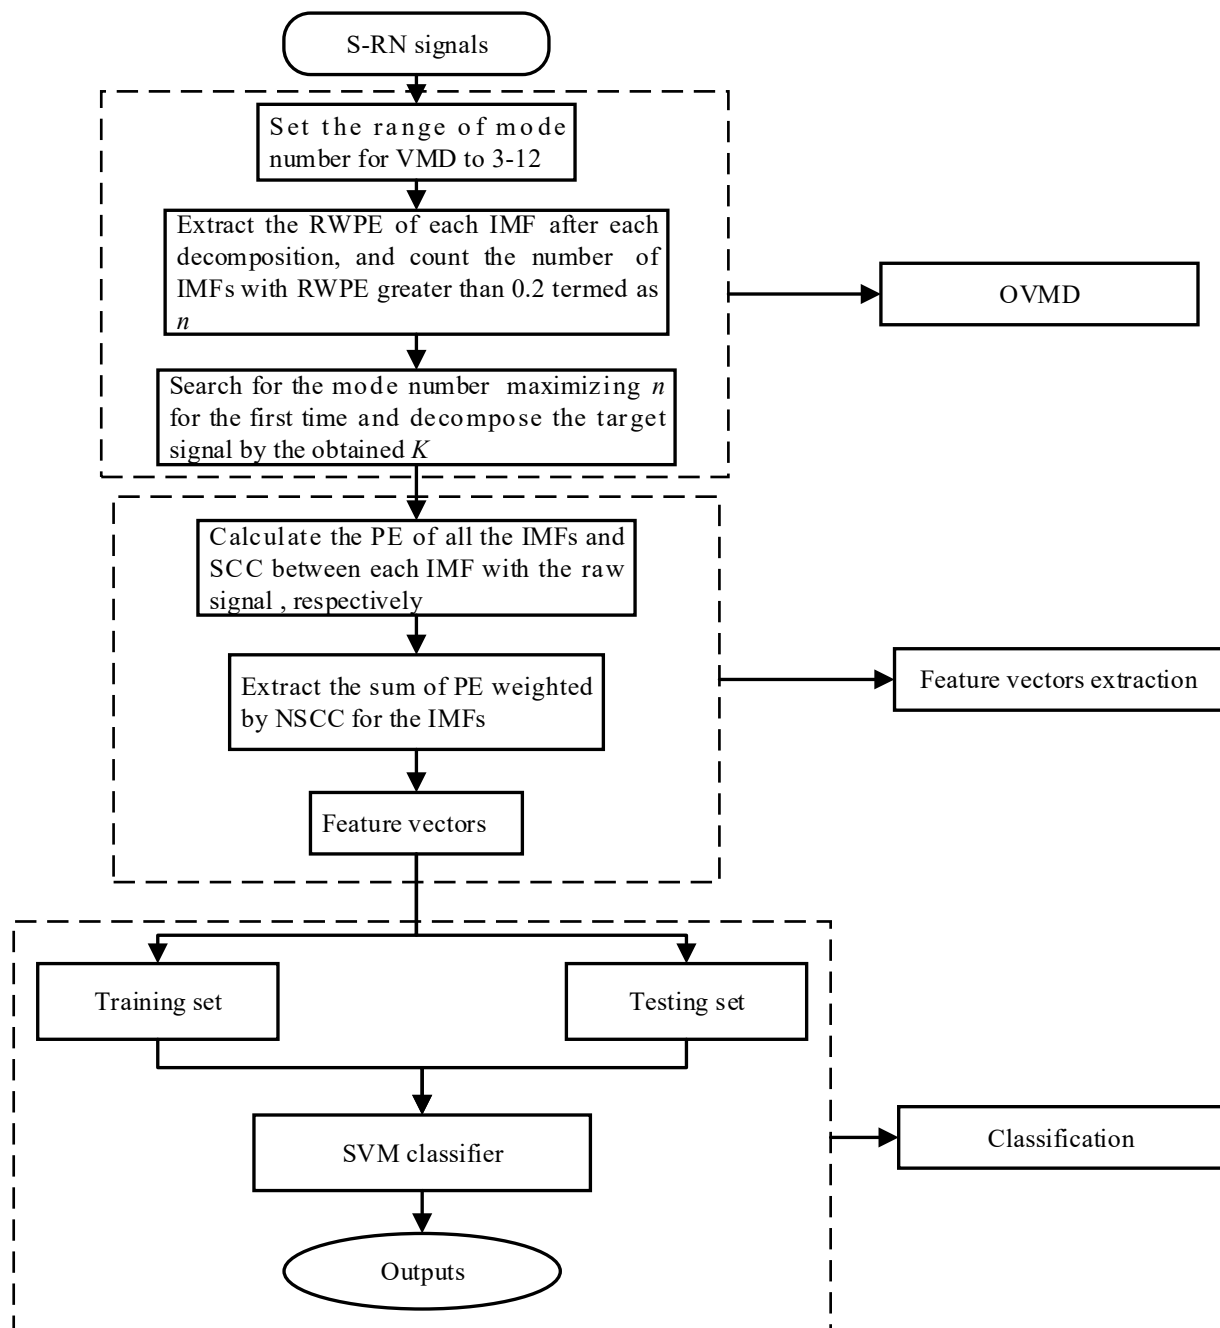 S-RN signals
Set the range of mode
number for VMD to 3-12
Extract the RWPE of each IMF after each
decomposition, and count the number of
IMFs with RWPE greater than 0.2 termed as
n
OVMD
Search for the mode number maximizing n
for the first time and decompose the target
signal by the obtained K
Calculate the PE of all the IMFs and
SCC between each IMF with the raw
signal , respectively
Extract the sum of PE weighted
by NSCC for the IMFs
Feature vectors extraction
Feature vectors
Training set
Testing set
SVM classifier
Classification
Outputs